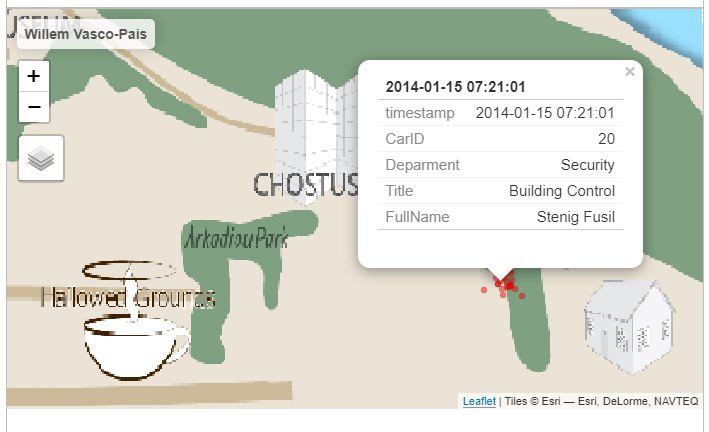 Willem Vasco-Pais
+
−
2014-01-15 07:21:01
×
timestamp 2014-01-15 07:21:01
CarID 20
Deparment Security
Title Building Control
FullName Stenig Fusil
CHOSTUS
Arkadiou Park
Hallowed Grounds
Leaflet | Tiles © Esri — Esri, DeLorme, NAVTEQ